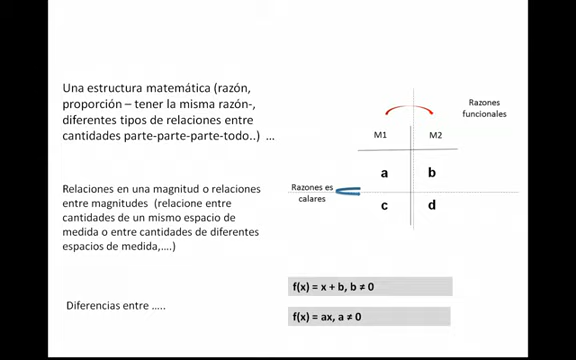 Una estructura matemática (razón,
proporción – tener la misma razón-,
diferentes tipos de relaciones entre
cantidades parte-parte-parte-todo..) …
Razones
funcionales
M1 M2
a b
Relaciones en una magnitud o relaciones
entre magnitudes (relacione entre
cantidades de un mismo espacio de
medida o entre cantidades de diferentes
espacios de medida,….)
Razones es
calares
c d
f(x) = x + b, b ≠ 0
Diferencias entre …..
f(x) = ax, a ≠ 0